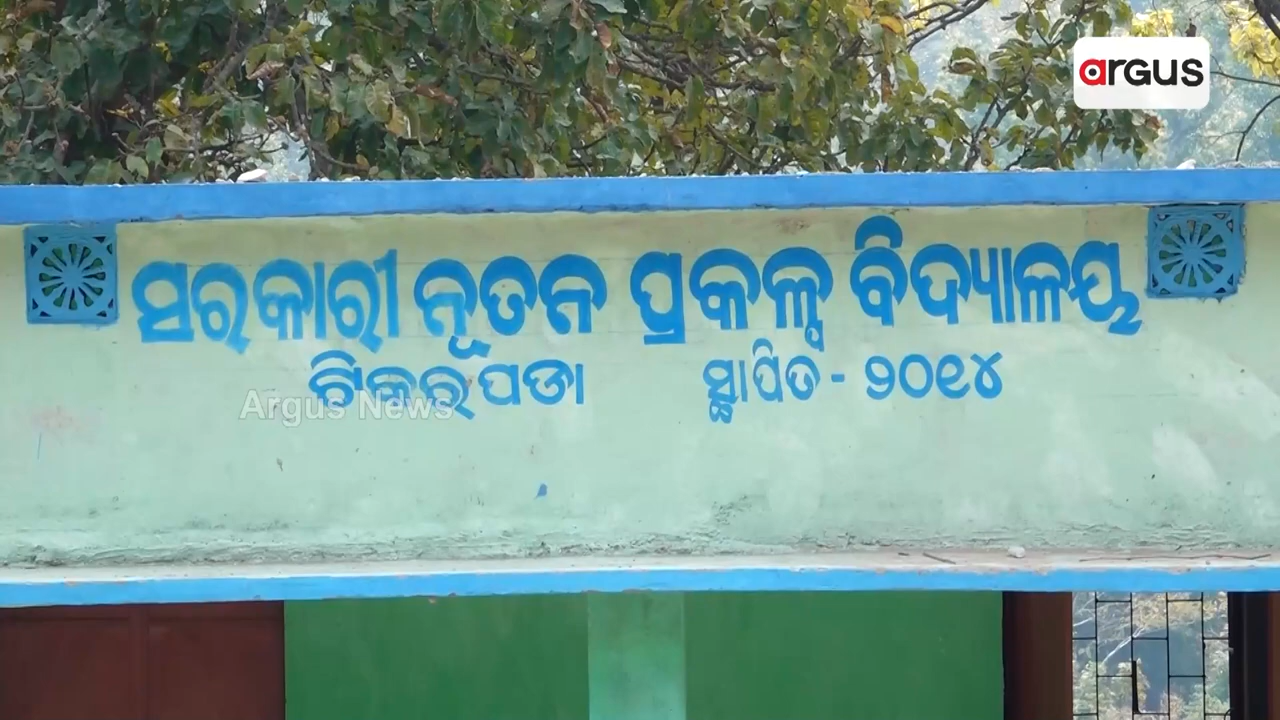 argus
ସରକାରୀ ନୂତନ ପ୍ରକଳ୍ପ ବିଦ୍ୟାଳୟ
ଟିକରପଡା ସ୍ଥାପିତ - ୨୦୧୪
Argus News